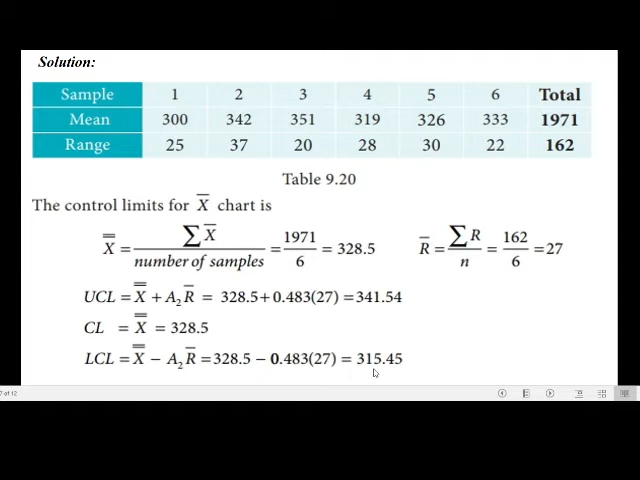 Solution:
Sample 1 2 3 4 5 6 Total
Mean 300 342 351 319 326 333 1971
Range 25 37 20 28 30 22 162
Table 9.20
The control limits for X̅ chart is
X̿ = ∑X̅ / number of samples = 1971/6 = 328.5 R̅ = ∑R / n = 162/6 = 27
UCL = X̿ + A₂R̅ = 328.5+0.483(27) =341.54
CL = X̿ = 328.5
LCL = X̿ − A₂R̅ = 328.5 − 0.483(27) = 315.45
7 of 12